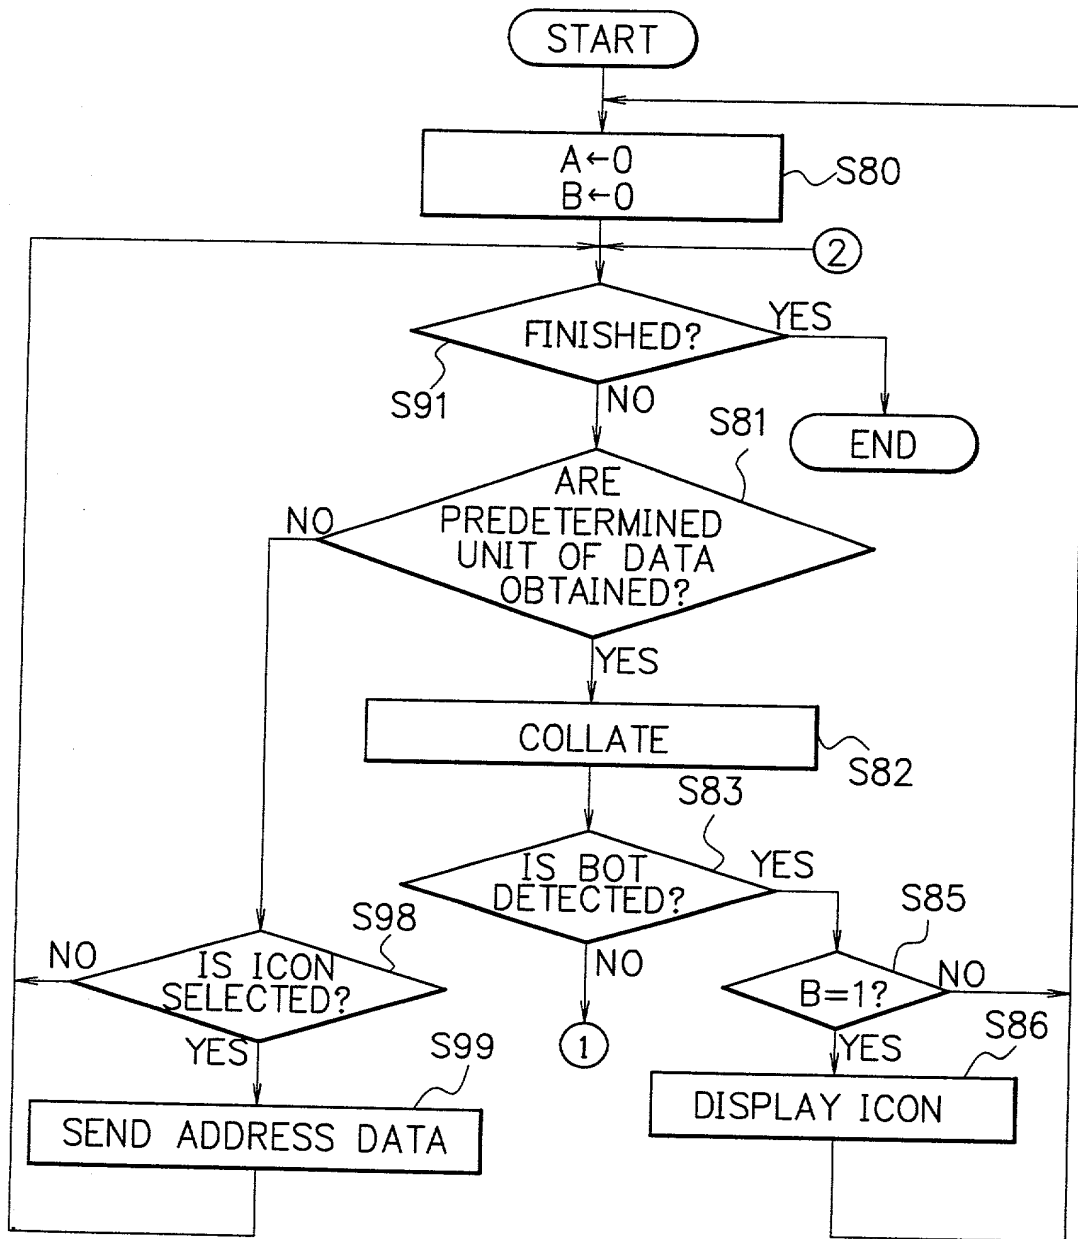 START
A←0
B←0
S80
2
FINISHED?
YES
S91
NO
END
S81
ARE
PREDETERMINED
UNIT OF DATA
OBTAINED?
NO
YES
COLLATE
S82
S83
IS BOT
DETECTED?
YES
NO
1
S85
B=1?
NO
YES
S86
DISPLAY ICON
S98
IS ICON
SELECTED?
NO
YES
S99
SEND ADDRESS DATA